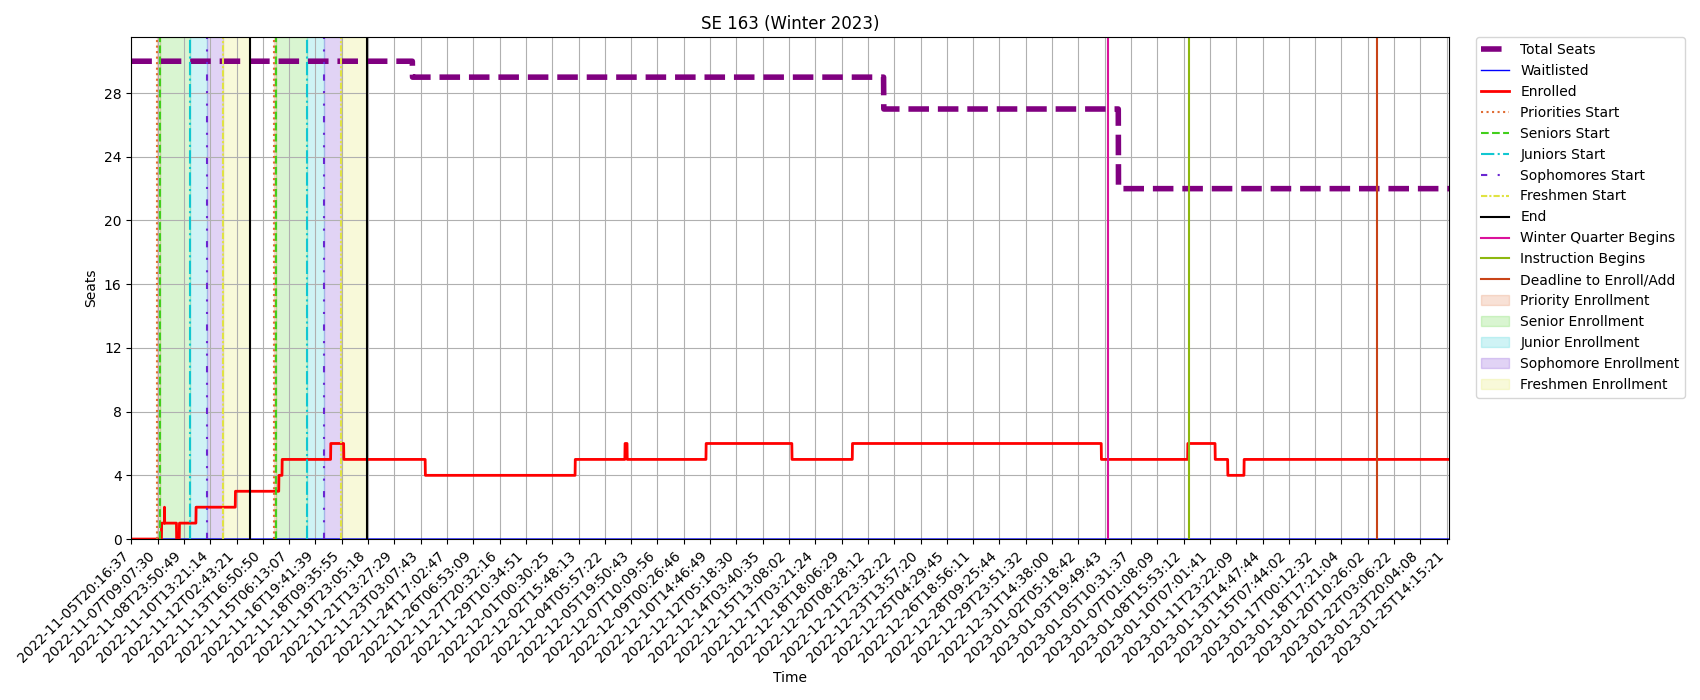 SE 163 (Winter 2023)
Seats
28
24
20
16
12
8
4
0
2022-11-05T20:16:37
2022-11-07T09:07:30
2022-11-08T23:50:49
2022-11-10T13:21:14
2022-11-12T02:43:21
2022-11-13T16:50:50
2022-11-15T06:13:07
2022-11-16T19:41:39
2022-11-18T09:35:55
2022-11-19T23:05:18
2022-11-21T13:27:29
2022-11-23T03:07:43
2022-11-24T17:02:47
2022-11-26T06:53:09
2022-11-27T20:32:16
2022-11-29T10:34:51
2022-12-01T00:30:25
2022-12-02T15:48:13
2022-12-04T05:57:22
2022-12-05T19:50:43
2022-12-07T10:09:56
2022-12-09T00:26:46
2022-12-10T14:46:49
2022-12-12T05:18:30
2022-12-14T03:40:35
2022-12-15T13:08:02
2022-12-17T03:21:24
2022-12-18T18:06:29
2022-12-20T08:28:12
2022-12-21T23:32:22
2022-12-23T13:57:20
2022-12-25T04:29:45
2022-12-26T18:56:11
2022-12-28T09:25:44
2022-12-29T23:51:32
2022-12-31T14:38:00
2023-01-02T05:18:42
2023-01-03T19:49:43
2023-01-05T10:31:37
2023-01-07T01:08:09
2023-01-08T15:53:12
2023-01-10T07:01:41
2023-01-11T23:22:09
2023-01-13T14:47:44
2023-01-15T07:44:02
2023-01-17T00:12:32
2023-01-18T17:21:04
2023-01-20T10:26:02
2023-01-22T03:06:22
2023-01-23T20:04:08
2023-01-25T14:15:21
Time
Total Seats
Waitlisted
Enrolled
Priorities Start
Seniors Start
Juniors Start
Sophomores Start
Freshmen Start
End
Winter Quarter Begins
Instruction Begins
Deadline to Enroll/Add
Priority Enrollment
Senior Enrollment
Junior Enrollment
Sophomore Enrollment
Freshmen Enrollment